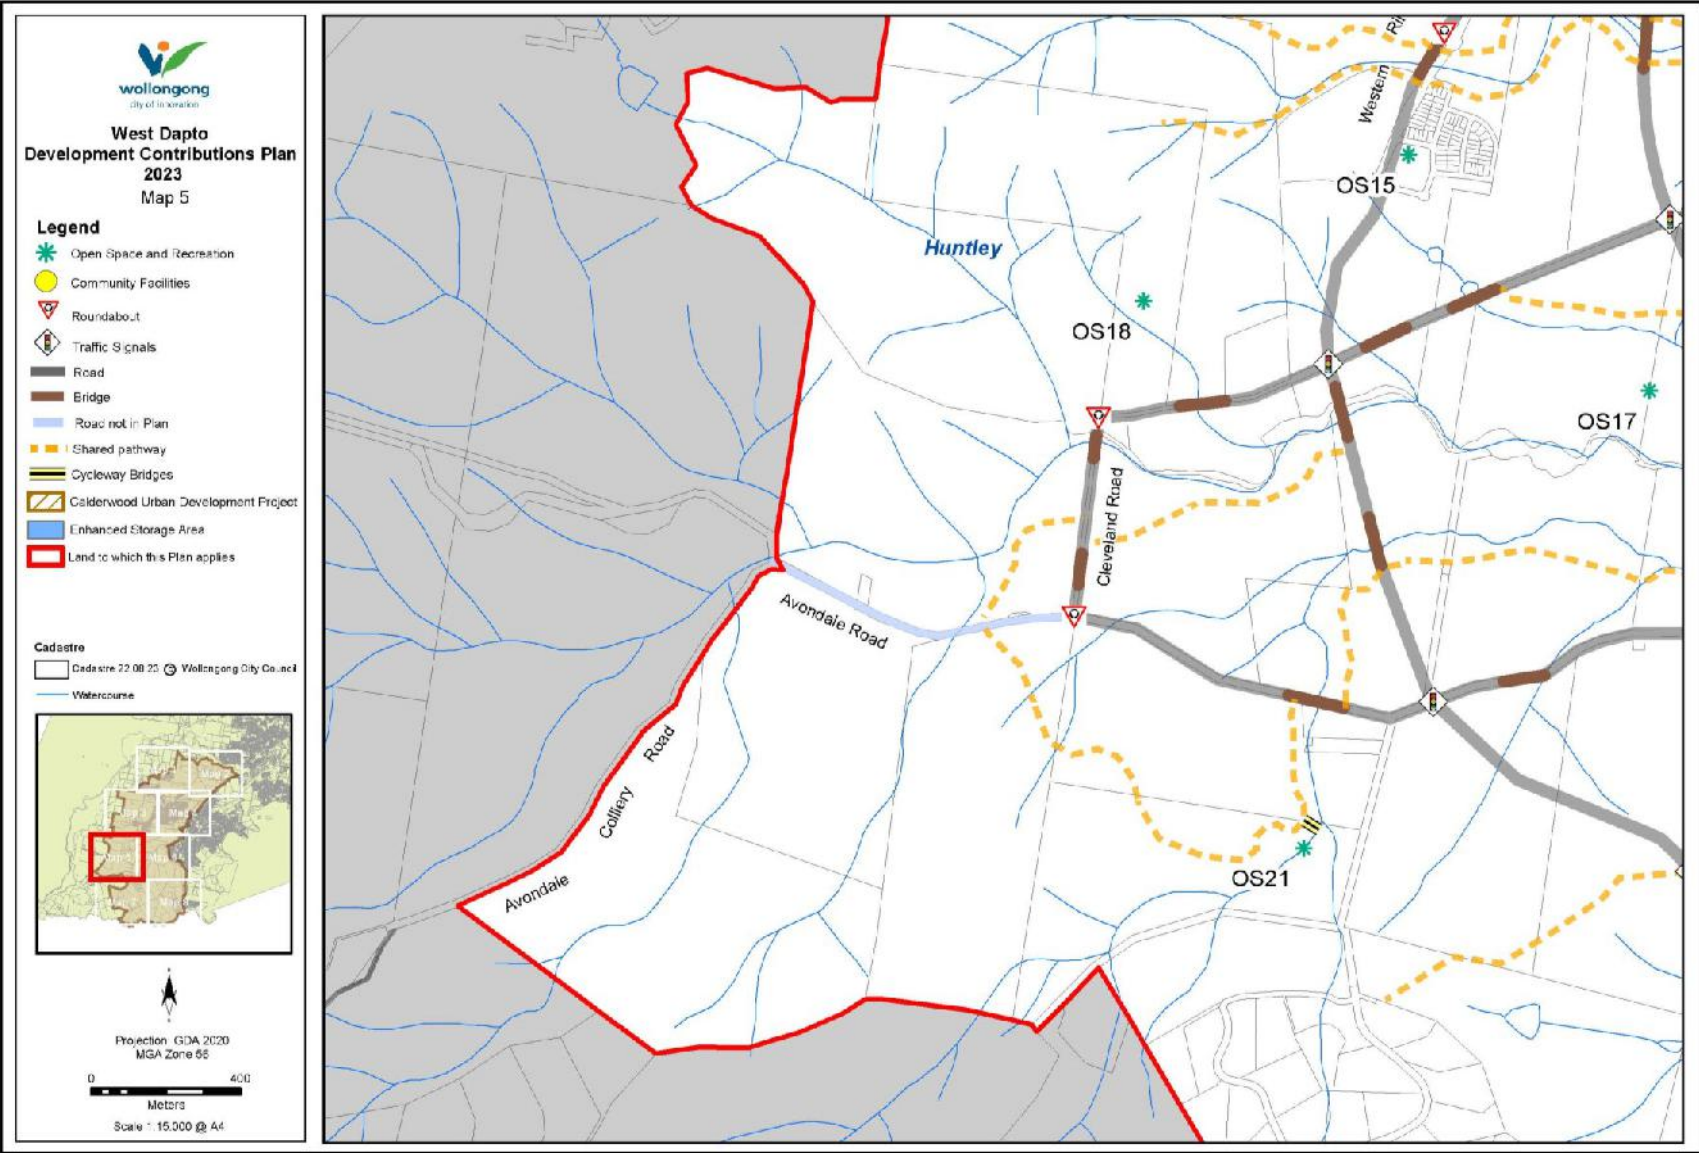 wollongong
city of innovation
West Dapto
Development Contributions Plan
2023
Map 5
Legend
Open Space and Recreation
Community Facilities
Roundabout
Traffic Signals
Road
Bridge
Road not in Plan
Shared pathway
Cycleway Bridges
Calderwood Urban Development Project
Enhanced Storage Area
Land to which this Plan applies
Cadastre
Cadastre 22 08 23 © Wollongong City Council
Watercourse
Projection: GDA 2020
MGA Zone 56
0 400
Meters
Scale 1:15,000 @ A4
Western
OS15
Huntley
OS18
OS17
Cleveland Road
Avondale Road
Avondale Colliery Road
OS21